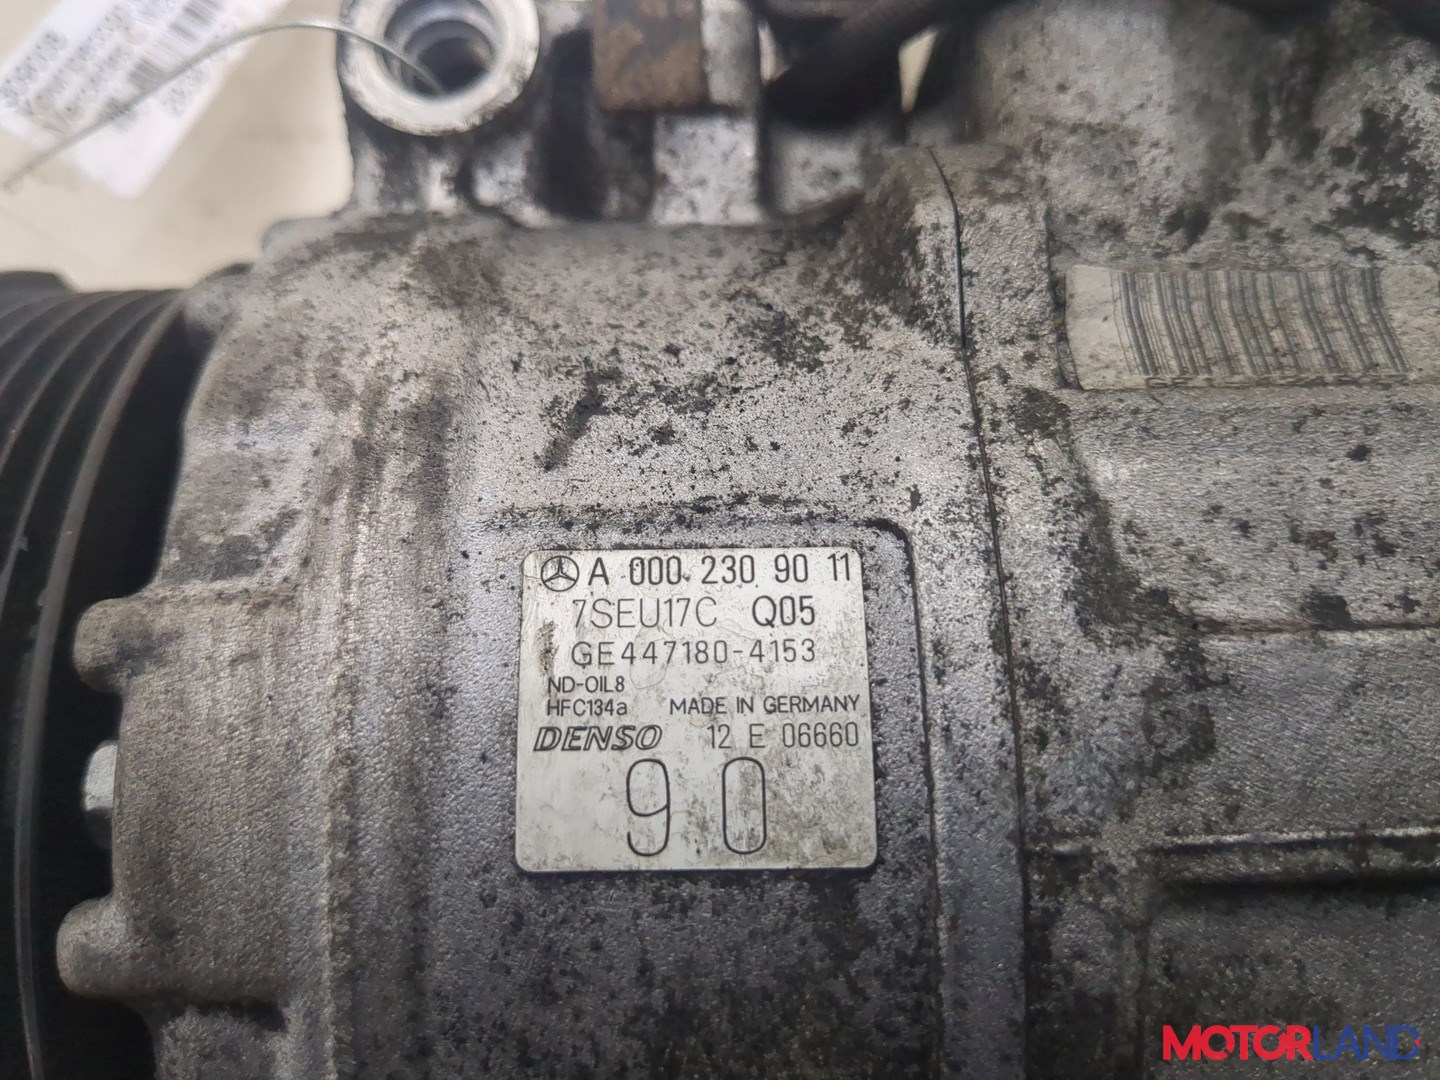 A 000 230 90 11
7SEU17C Q05
GE447180-4153
ND-OIL8
HFC134a MADE IN GERMANY
DENSO 12 E 06660
90
MOTORLAND